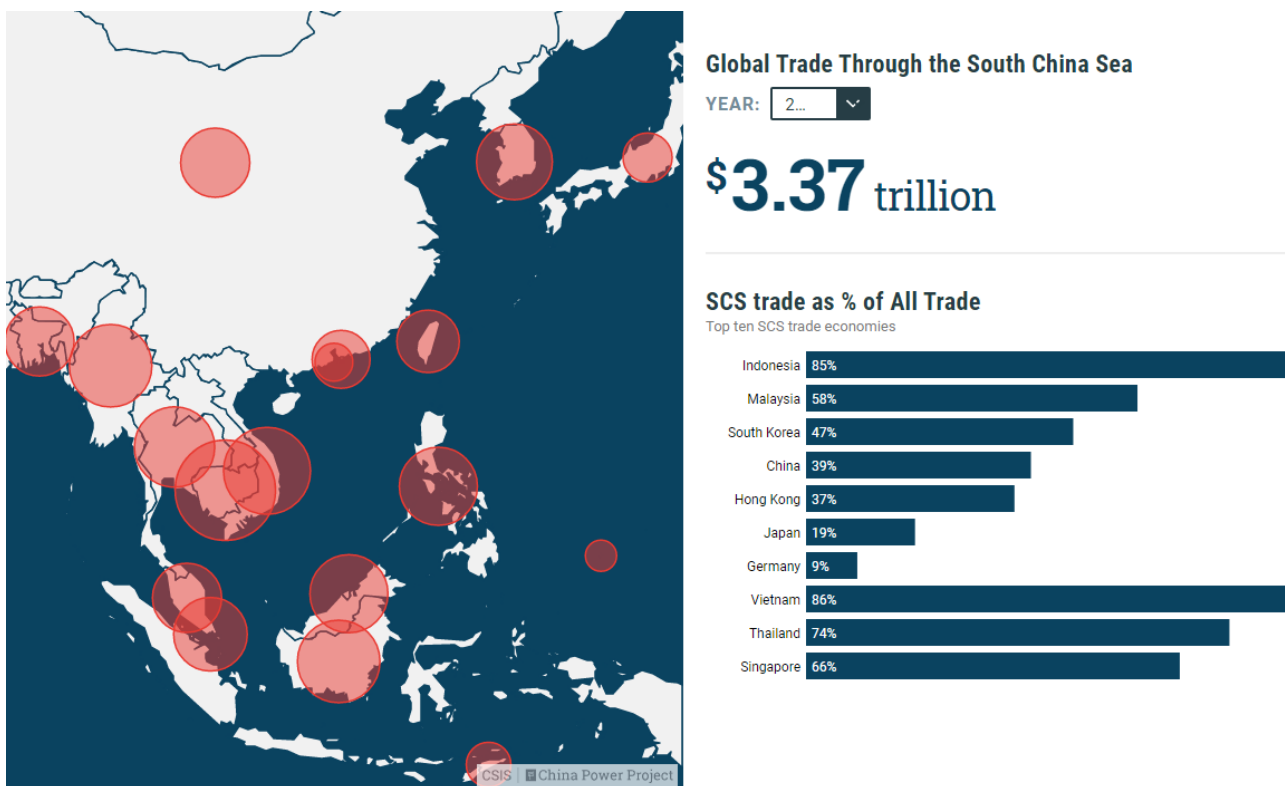 Global Trade Through the South China Sea
YEAR: 2...
$3.37 trillion
SCS trade as % of All Trade
Top ten SCS trade economies
Indonesia 85%
Malaysia 58%
South Korea 47%
China 39%
Hong Kong 37%
Japan 19%
Germany 9%
Vietnam 86%
Thailand 74%
Singapore 66%
CSIS | China Power Project